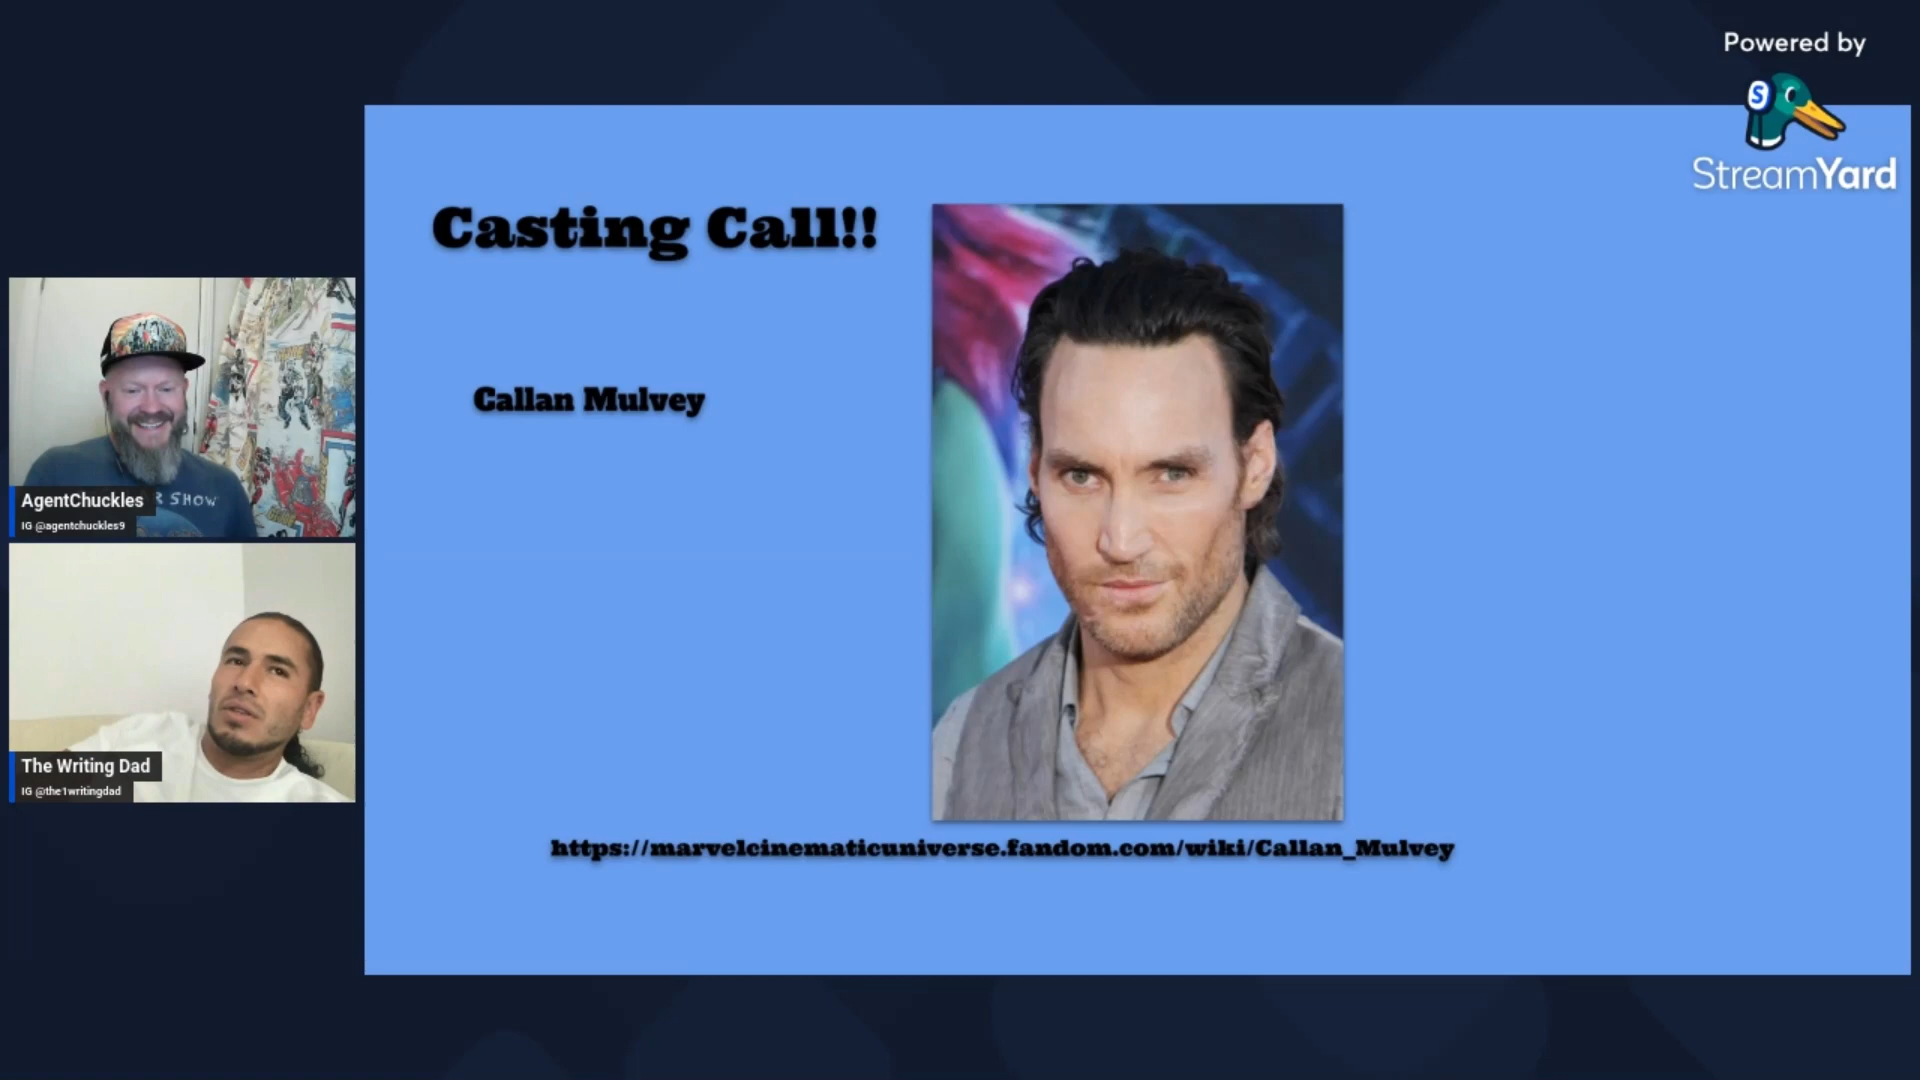 Powered by
StreamYard
Casting Call!!
Callan Mulvey
R SHOW
AgentChuckles
IG @agentchuckles9
The Writing Dad
IG @the1writingdad
https://marvelcinematicuniverse.fandom.com/wiki/Callan_Mulvey